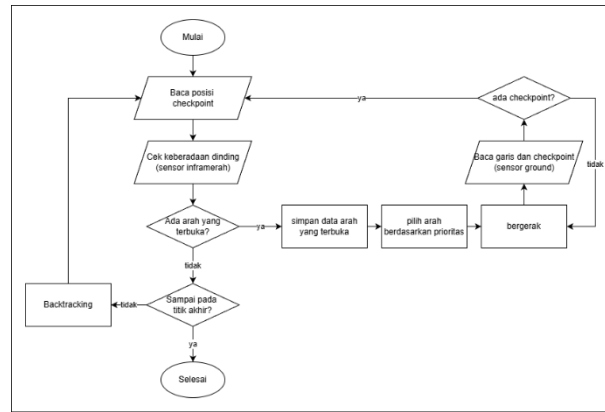 Mulai
Baca posisi
checkpoint
ada checkpoint?
ya
tidak
Cek keberadaan dinding
(sensor inframerah)
Baca garis dan checkpoint
(sensor ground)
Ada arah yang
terbuka?
ya
simpan data arah
yang terbuka
pilih arah
berdasarkan prioritas
bergerak
tidak
Backtracking
tidak
Sampai pada
titik akhir?
ya
Selesai